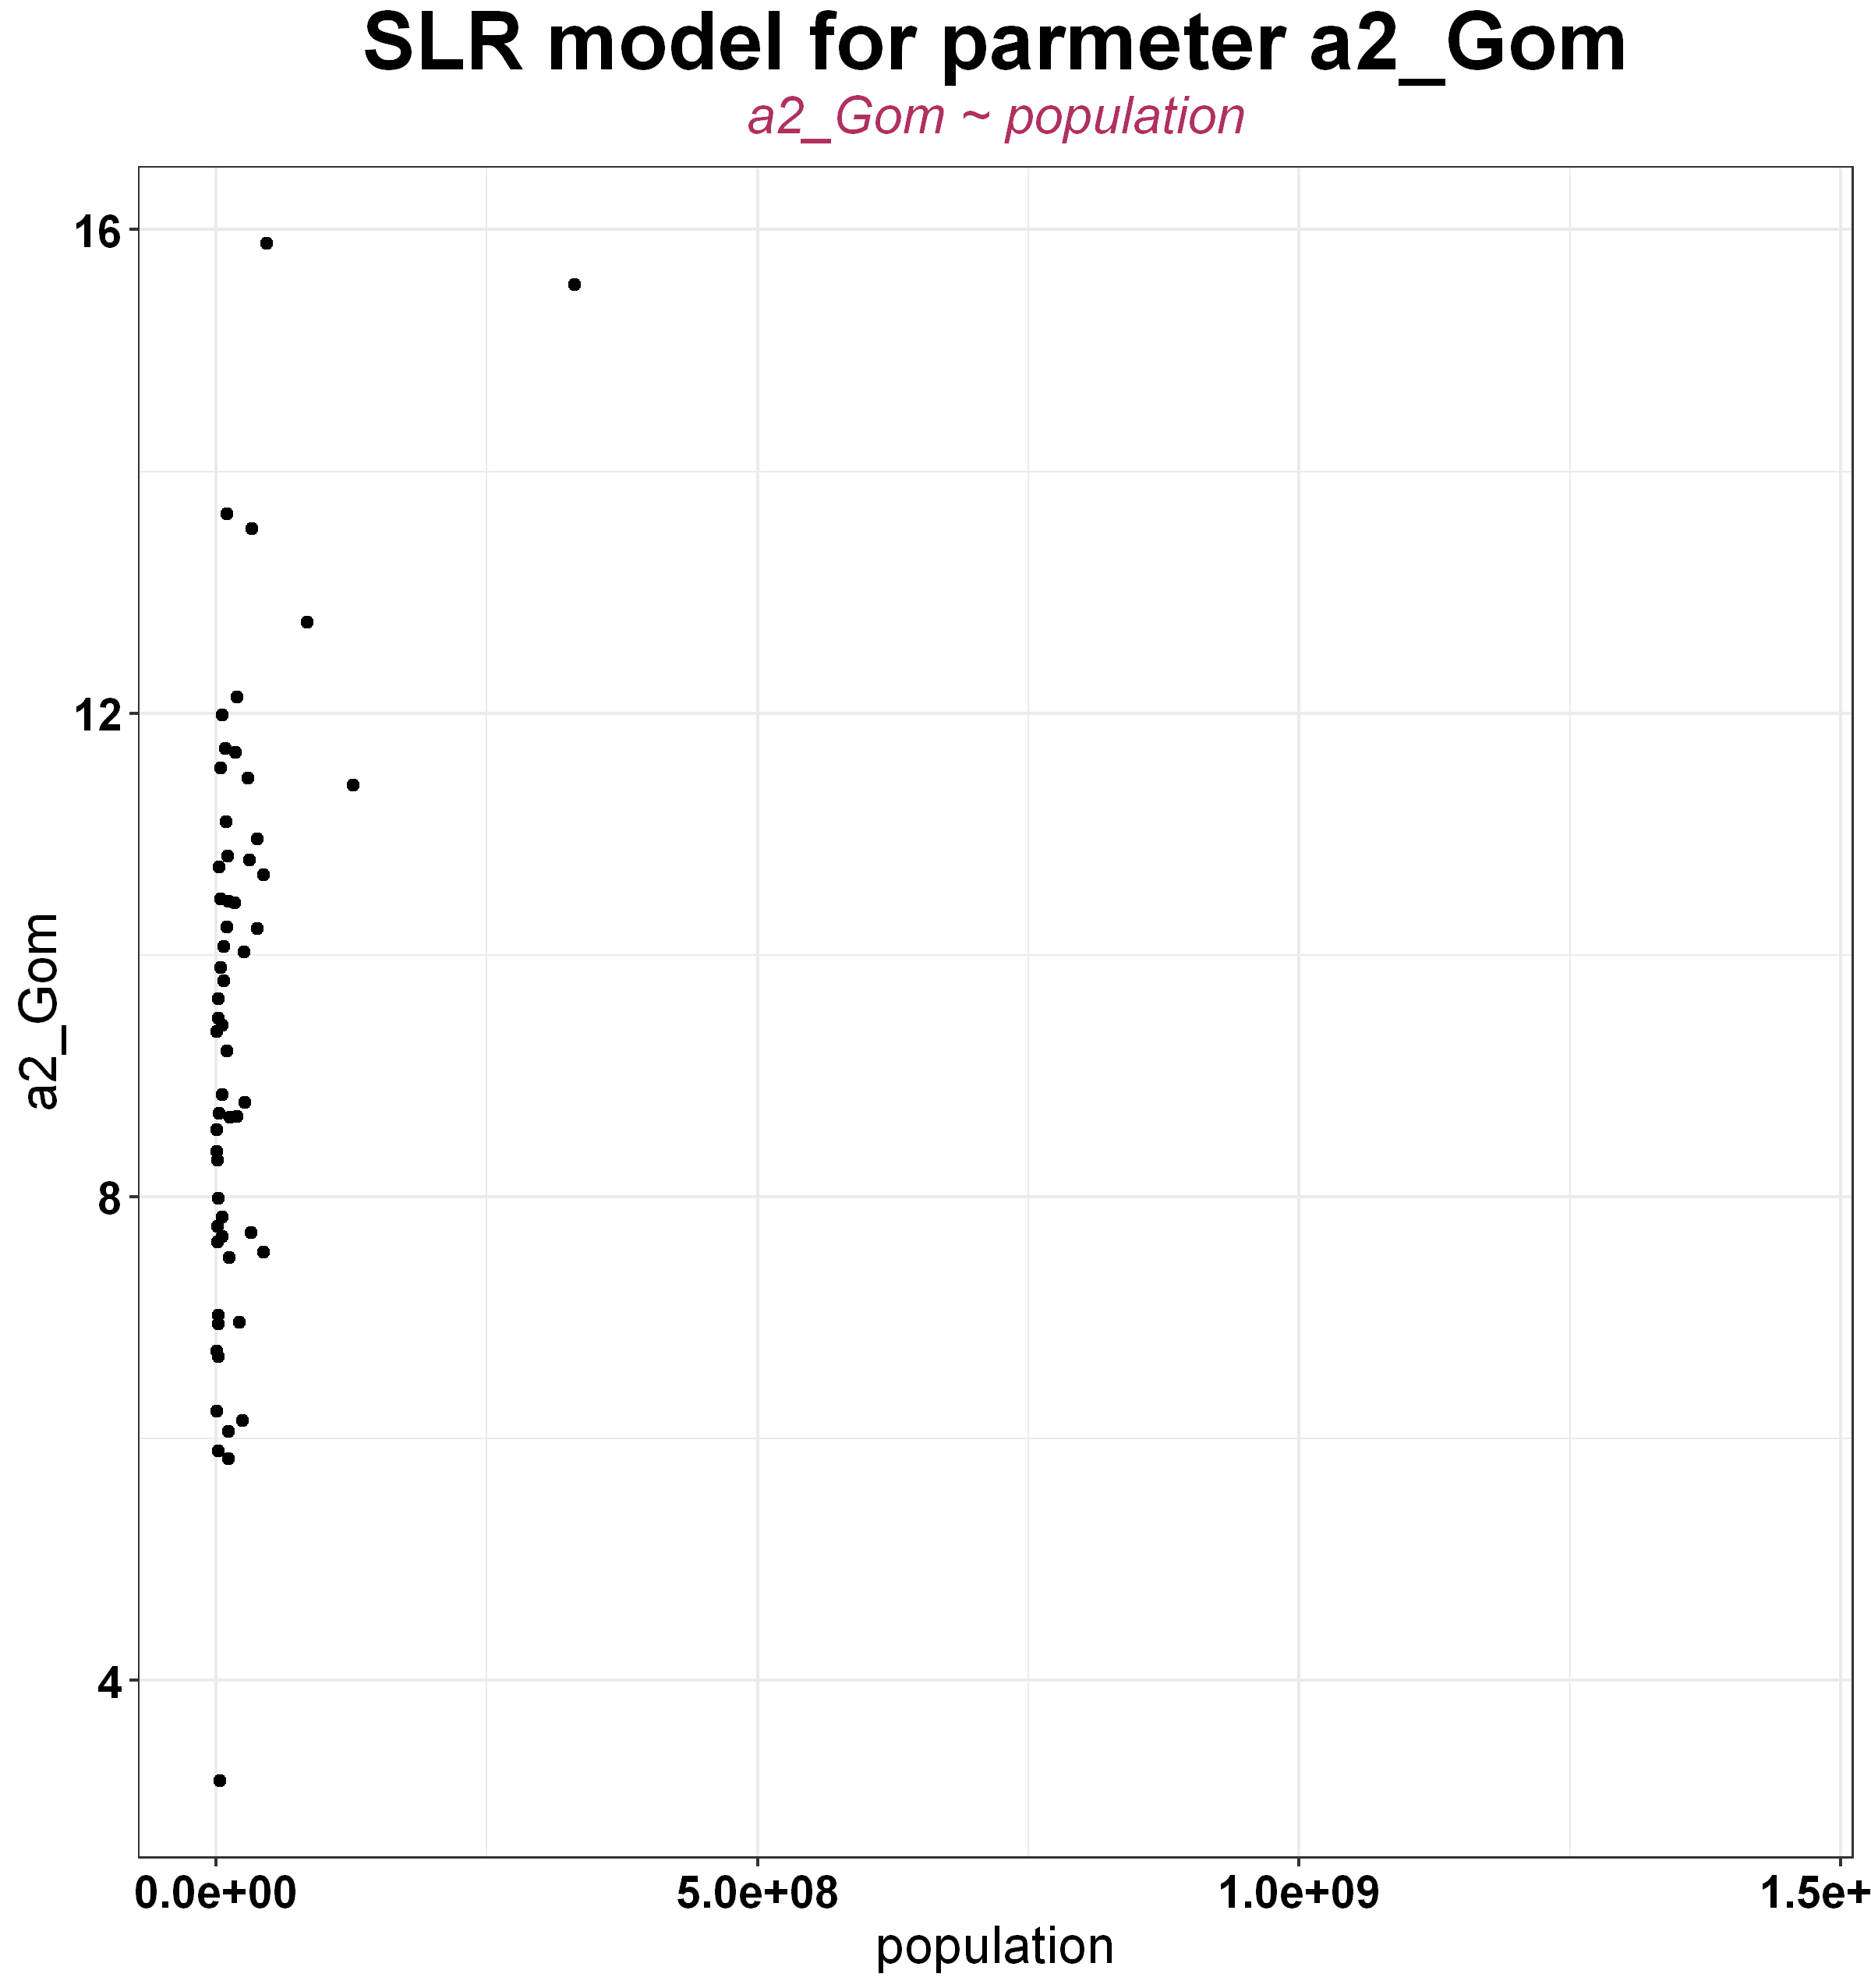 SLR model for parmeter a2_Gom
a2_Gom ~ population
16
12
8
4
a2_Gom
0.0e+00 5.0e+08 1.0e+09 1.5e+
population